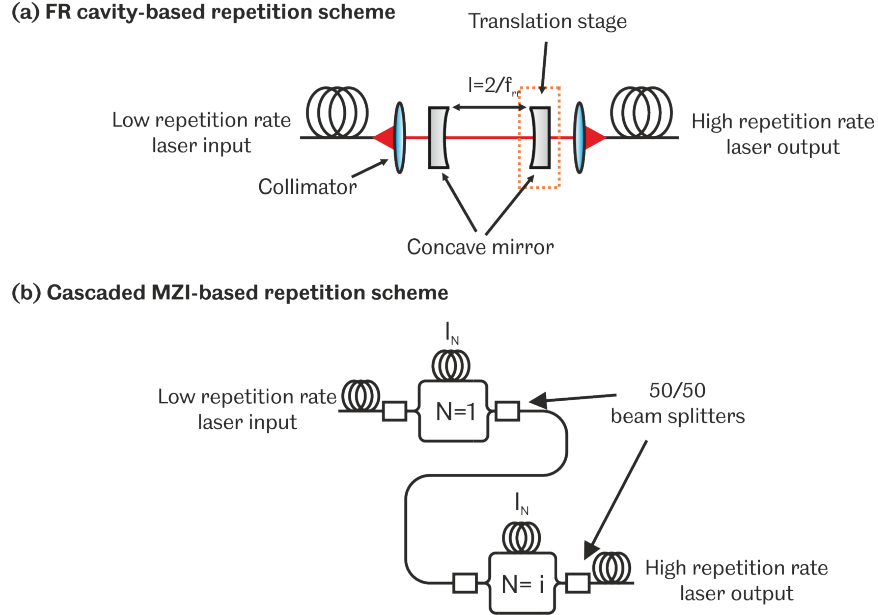 (a) FR cavity-based repetition scheme
Translation stage
l=2/f
Low repetition rate
laser input
High repetition rate
laser output
Collimator
Concave mirror
(b) Cascaded MZI-based repetition scheme
l_N
Low repetition rate
laser input
N=1
50/50
beam splitters
l_N
N= i
High repetition rate
laser output